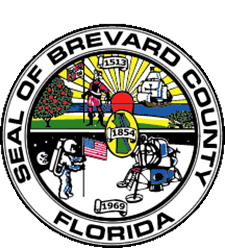 SEAL OF BREVARD COUNTY
FLORIDA
1513
1854
1969